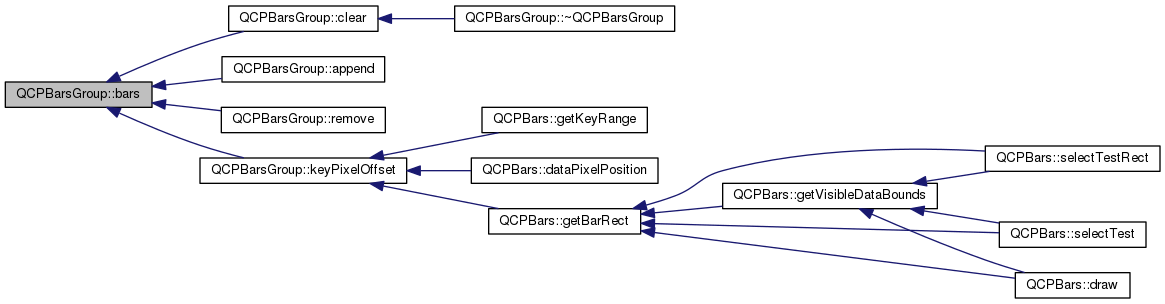 QCPBarsGroup::clear
QCPBarsGroup::~QCPBarsGroup
QCPBarsGroup::append
QCPBarsGroup::bars
QCPBarsGroup::remove
QCPBars::getKeyRange
QCPBars::selectTestRect
QCPBarsGroup::keyPixelOffset
QCPBars::dataPixelPosition
QCPBars::getVisibleDataBounds
QCPBars::getBarRect
QCPBars::selectTest
QCPBars::draw